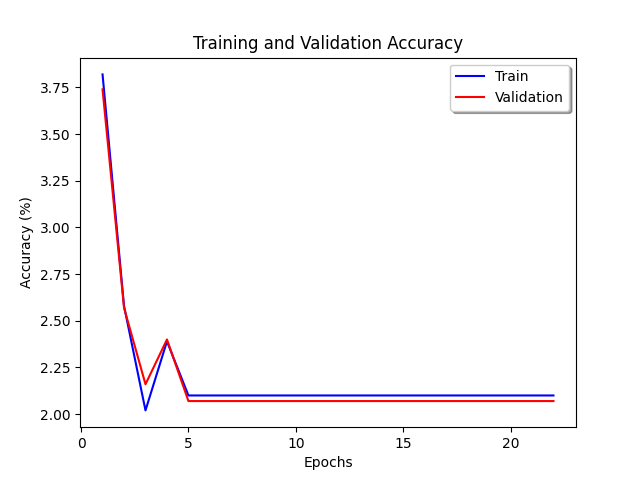 Training and Validation Accuracy
Train
Validation
Accuracy (%)
3.75
3.50
3.25
3.00
2.75
2.50
2.25
2.00
0 5 10 15 20
Epochs